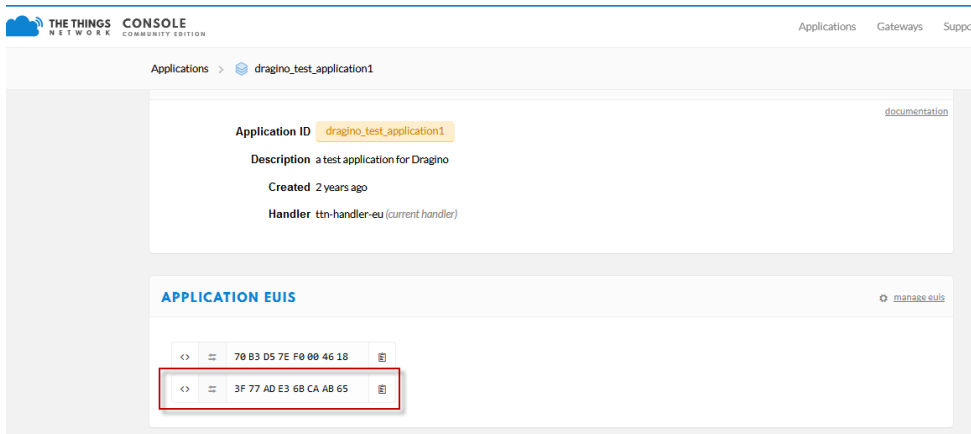 THE THINGS NETWORK CONSOLE COMMUNITY EDITION
Applications Gateways Suppo
Applications > dragino_test_application1
documentation
Application ID dragino_test_application1
Description a test application for Dragino
Created 2 years ago
Handler ttn-handler-eu (current handler)
APPLICATION EUIS
manage euis
<> 70 B3 D5 7E F0 00 46 18
<> 3F 77 AD E3 6B CA AB 65